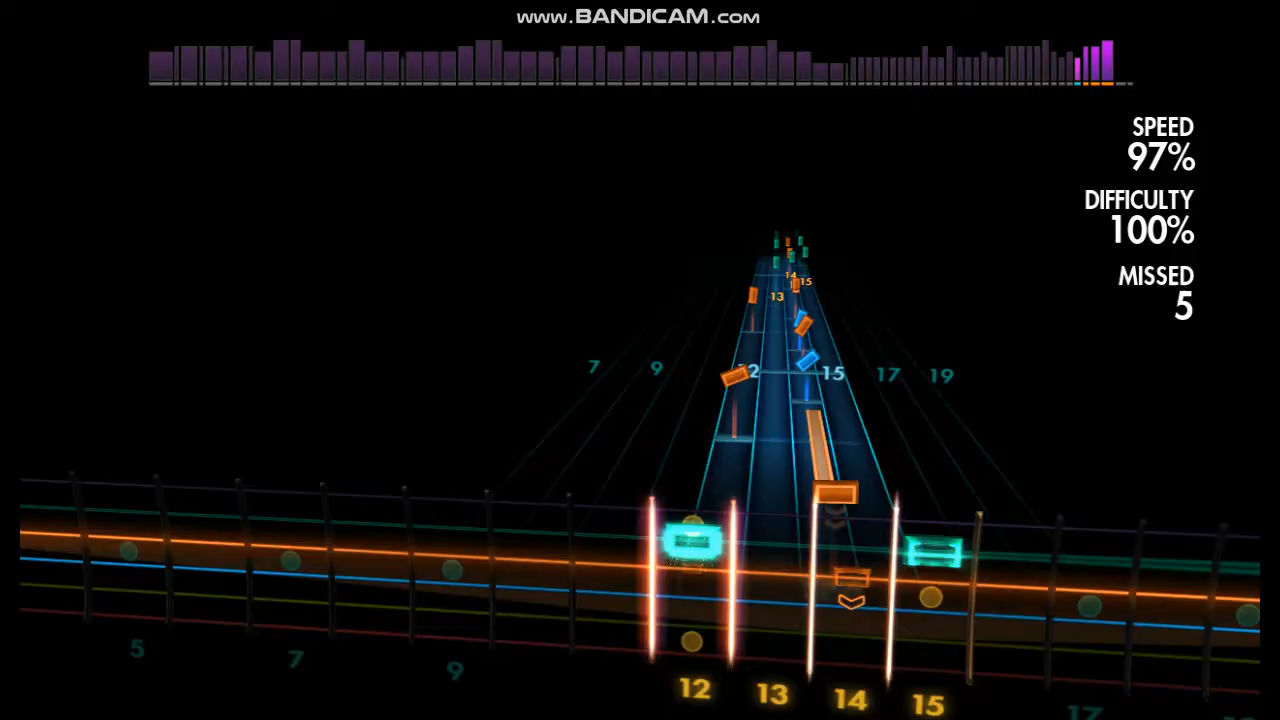 www.BANDICAM.com
SPEED
97%
DIFFICULTY
100%
MISSED
5
14 15
13
7 9 2 15 17 19
5 7 9 12 13 14 15 17